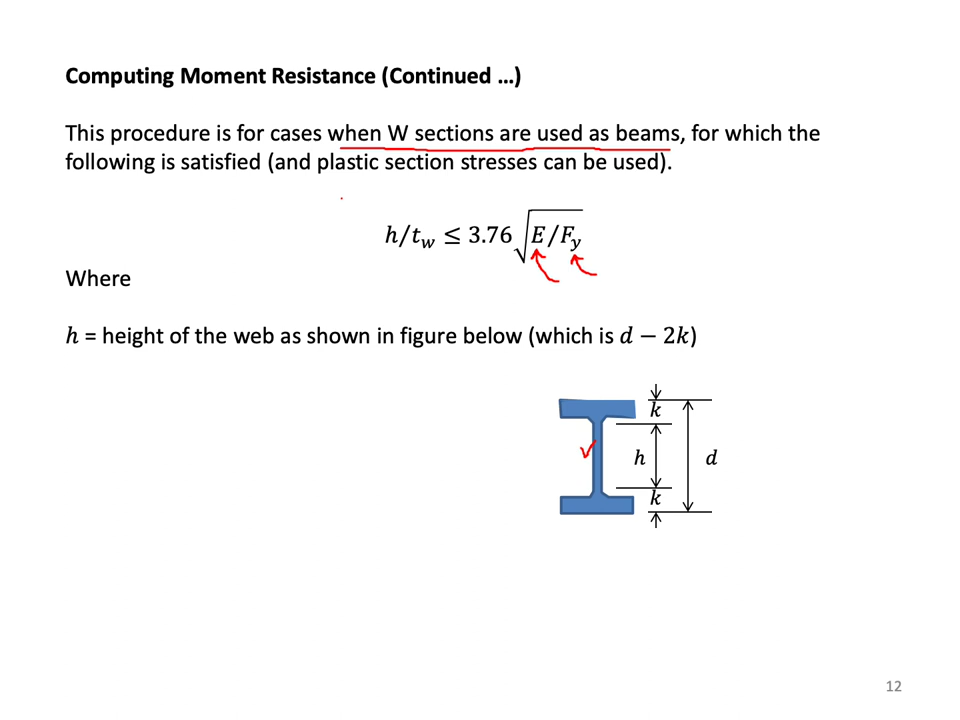 Computing Moment Resistance (Continued …)
This procedure is for cases when W sections are used as beams, for which the
following is satisfied (and plastic section stresses can be used).
h/t_w ≤ 3.76 √E/F_y
Where
h = height of the web as shown in figure below (which is d − 2k)
k
h
d
k
12